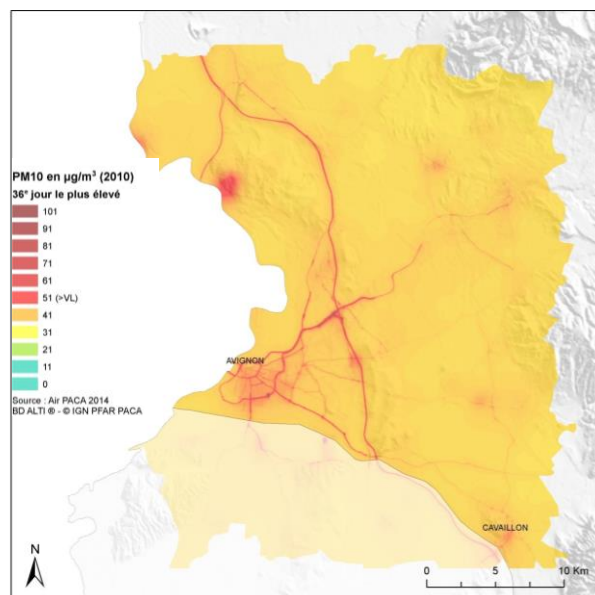 PM10 en µg/m³ (2010)
36° jour le plus élevé
101
91
81
71
61
51 (>VL)
41
31
21
11
0
Source : Air PACA 2014
BD ALTI ® - © IGN PFAR PACA
AVIGNON
CAVAILLON
N
0 5 10 Km